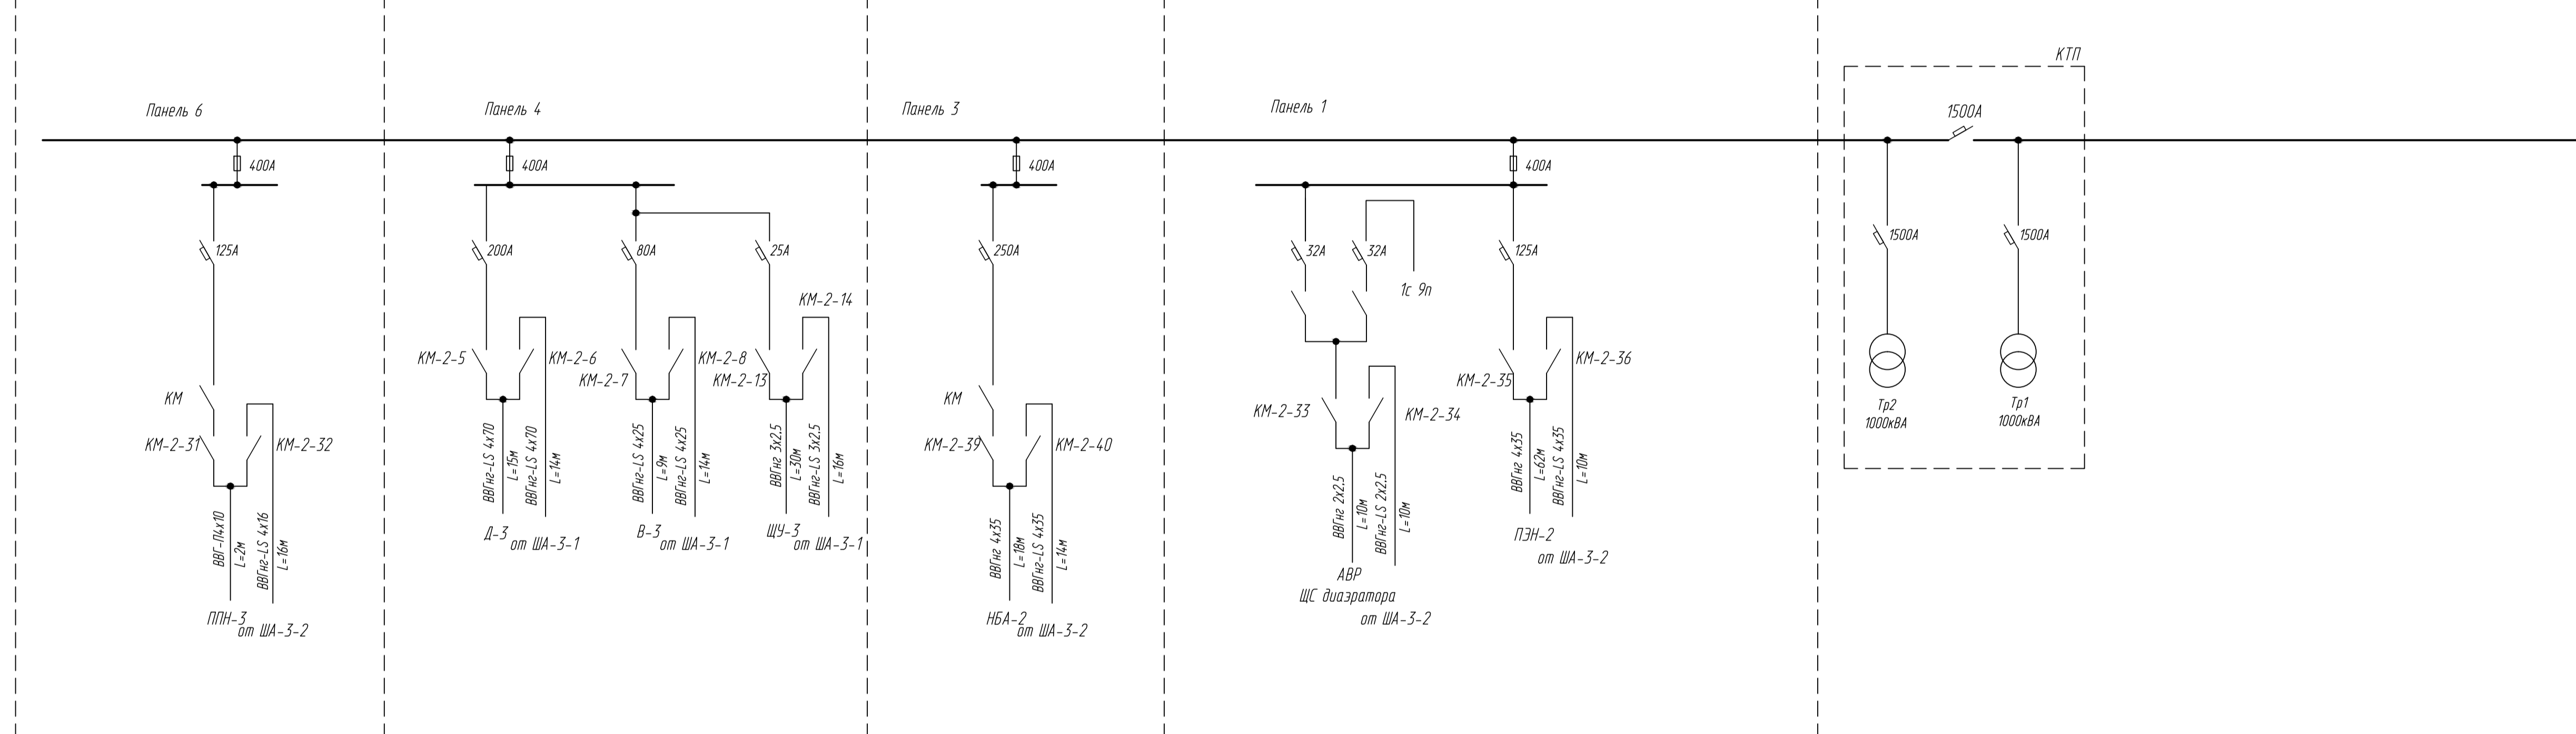 КТП
Панель 6
Панель 4
Панель 3
Панель 1
1500А
400А
400А
400А
400А
125А
200А
80А
25А
250А
32А
32А
125А
1500А
1500А
1с 9п
КМ-2-14
КМ-2-5
КМ-2-6
КМ-2-7
КМ-2-8
КМ-2-13
КМ-2-35
КМ-2-36
КМ
КМ
КМ-2-33
КМ-2-34
КМ-2-31
КМ-2-32
КМ-2-39
КМ-2-40
Тр2
1000кВА
Тр1
1000кВА
ВВГ-П4х10
L=2м
ВВГнг-LS 4х16
L=16м
ВВГнг-LS 4х70
L=15м
ВВГнг-LS 4х70
L=14м
ВВГнг-LS 4х25
L=9м
ВВГнг-LS 4х25
L=14м
ВВГнг 3х2,5
L=30м
ВВГнг-LS 3х2,5
L=16м
ВВГнг 4х35
L=18м
ВВГнг-LS 4х35
L=14м
ВВГнг 2х2,5
L=10м
ВВГнг-LS 2х2,5
L=10м
ВВГнг 4х35
L=62м
ВВГнг-LS 4х35
L=10м
Д-3
от ША-3-1
В-3
от ША-3-1
ЩУ-3
от ША-3-1
ПЭН-2
от ША-3-2
АВР
ЩС диаэратора
от ША-3-2
ППН-3
от ША-3-2
НБА-2
от ША-3-2